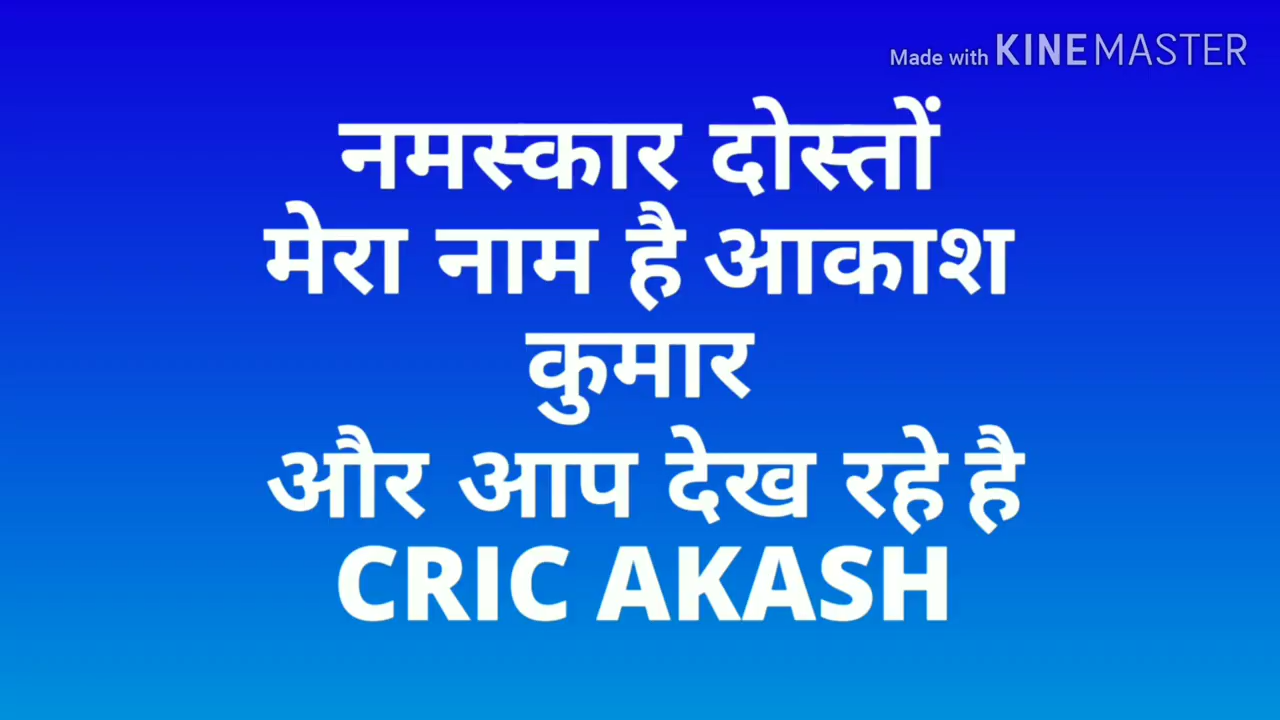 Made with KINEMASTER
नमस्कार दोस्तों
मेरा नाम है आकाश
कुमार
और आप देख रहे है
CRIC AKASH